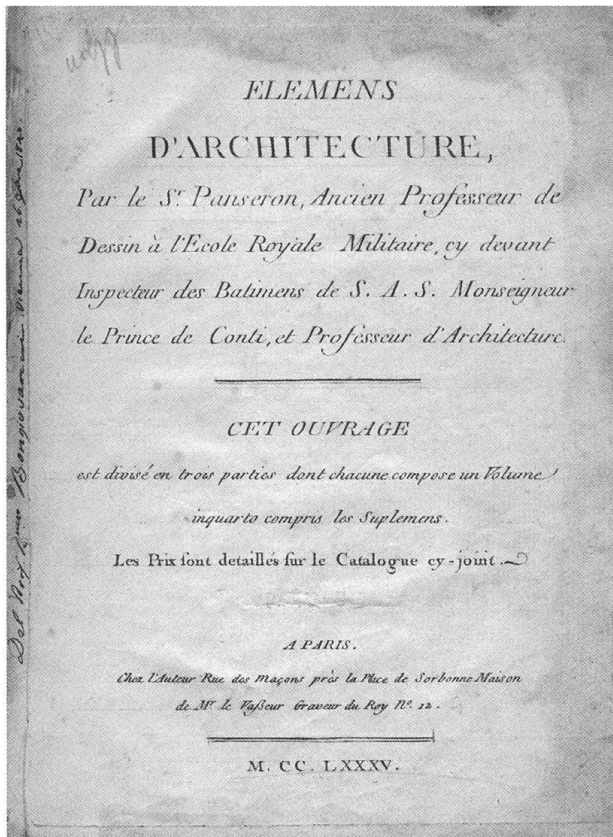 ELEMENS
D'ARCHITECTURE,
Par le Sr. Panseron, Ancien Professeur de
Dessin à l'Ecole Royale Militaire, cy devant
Inspecteur des Batimens de S. A. S. Monseigneur
le Prince de Conti, et Professeur d'Architecture.
CET OUVRAGE
est divisé en trois parties dont chacune compose un Volume
inquarto compris les Suplemens.
Les Prix sont detaillés sur le Catalogue cy-joint.
A PARIS.
Chez l'Auteur Rue des Maçons près la Place de Sorbonne Maison
de Mr. le Vaßeur Graveur du Roy No. 12.
M. CC. LXXXV.
Bongiovanni Vienna